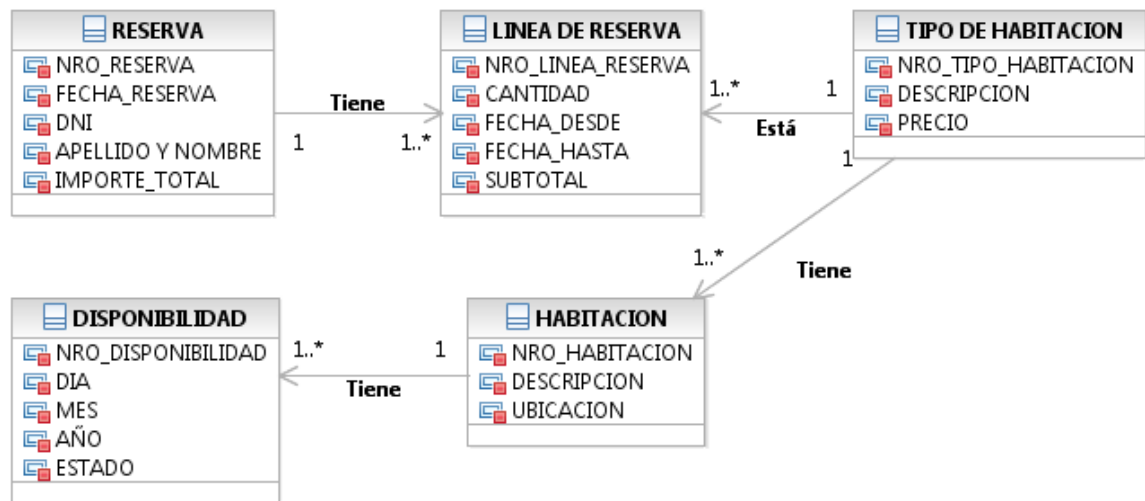 RESERVA
NRO_RESERVA
FECHA_RESERVA
DNI
APELLIDO Y NOMBRE
IMPORTE_TOTAL
Tiene
1
1..*
LINEA DE RESERVA
NRO_LINEA_RESERVA
CANTIDAD
FECHA_DESDE
FECHA_HASTA
SUBTOTAL
1..*
1
Está
TIPO DE HABITACION
NRO_TIPO_HABITACION
DESCRIPCION
PRECIO
1
1..*
Tiene
DISPONIBILIDAD
NRO_DISPONIBILIDAD
DIA
MES
AÑO
ESTADO
1..*
1
Tiene
HABITACION
NRO_HABITACION
DESCRIPCION
UBICACION